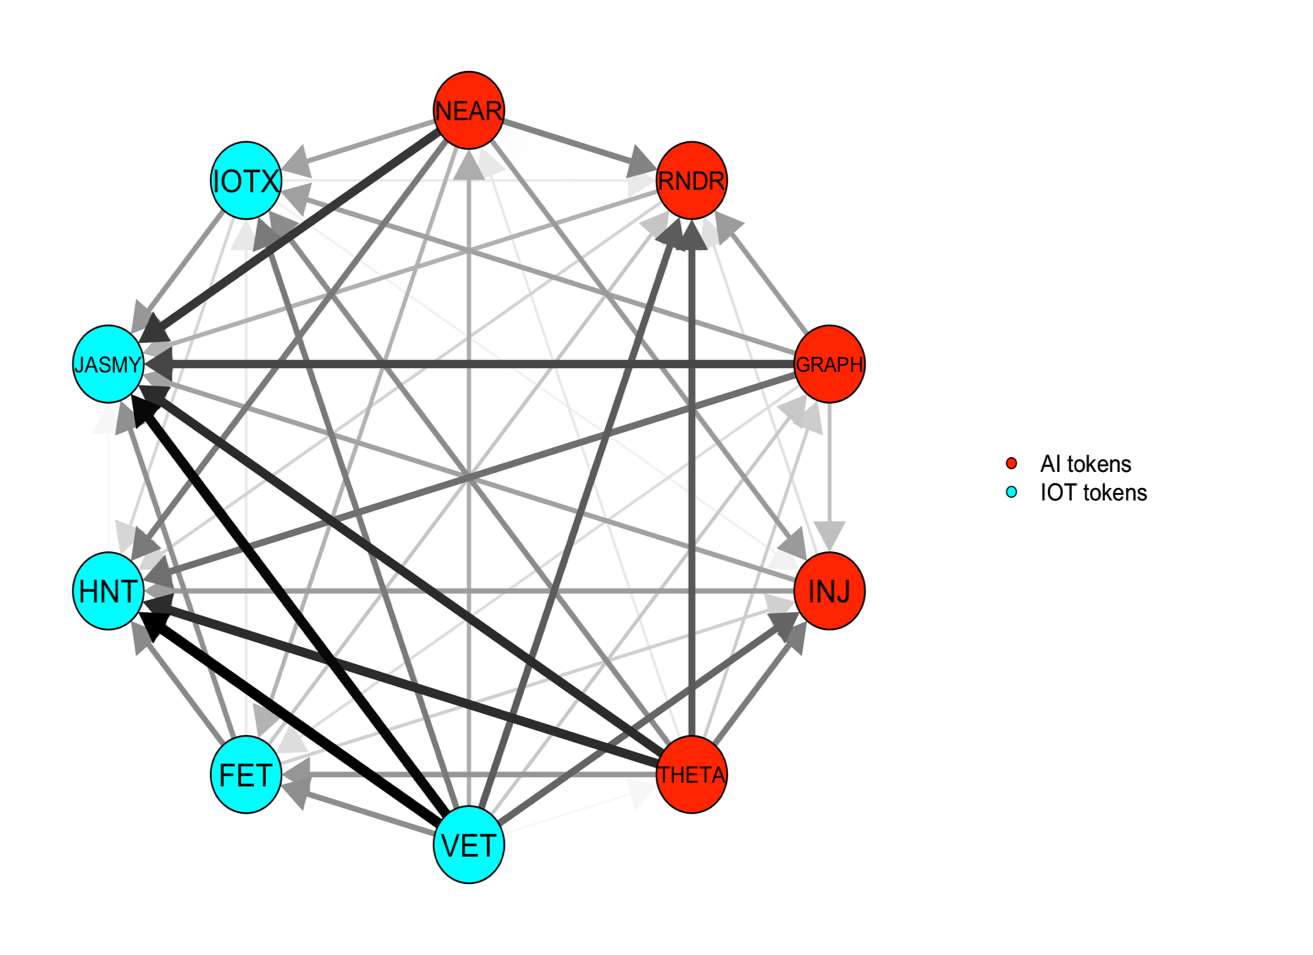 NEAR
IOTX
RNDR
JASMY
GRAPH
AI tokens
IOT tokens
HNT
INJ
FET
THETA
VET